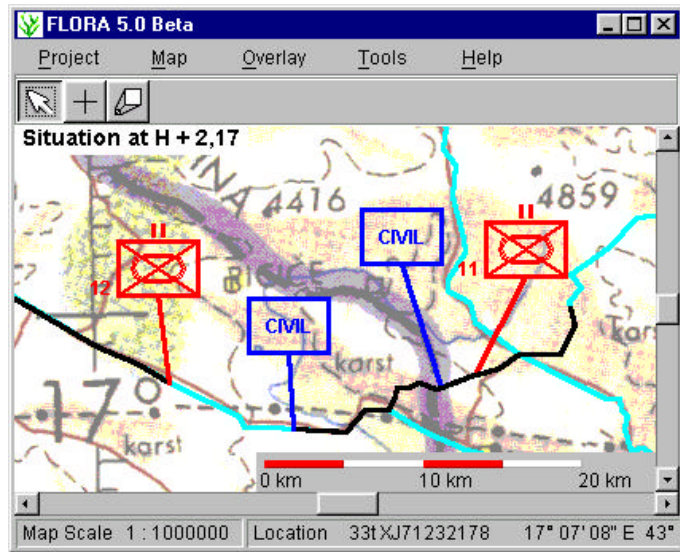 FLORA 5.0 Beta
Project Map Overlay Tools Help
Situation at H + 2,17
4416
4859
II
II
CIVIL
12
11
CIVIL
karst
17°
karst
0 km 10 km 20 km
Map Scale 1 : 1000000 Location 33t XJ71232178 17° 07' 08" E 43°